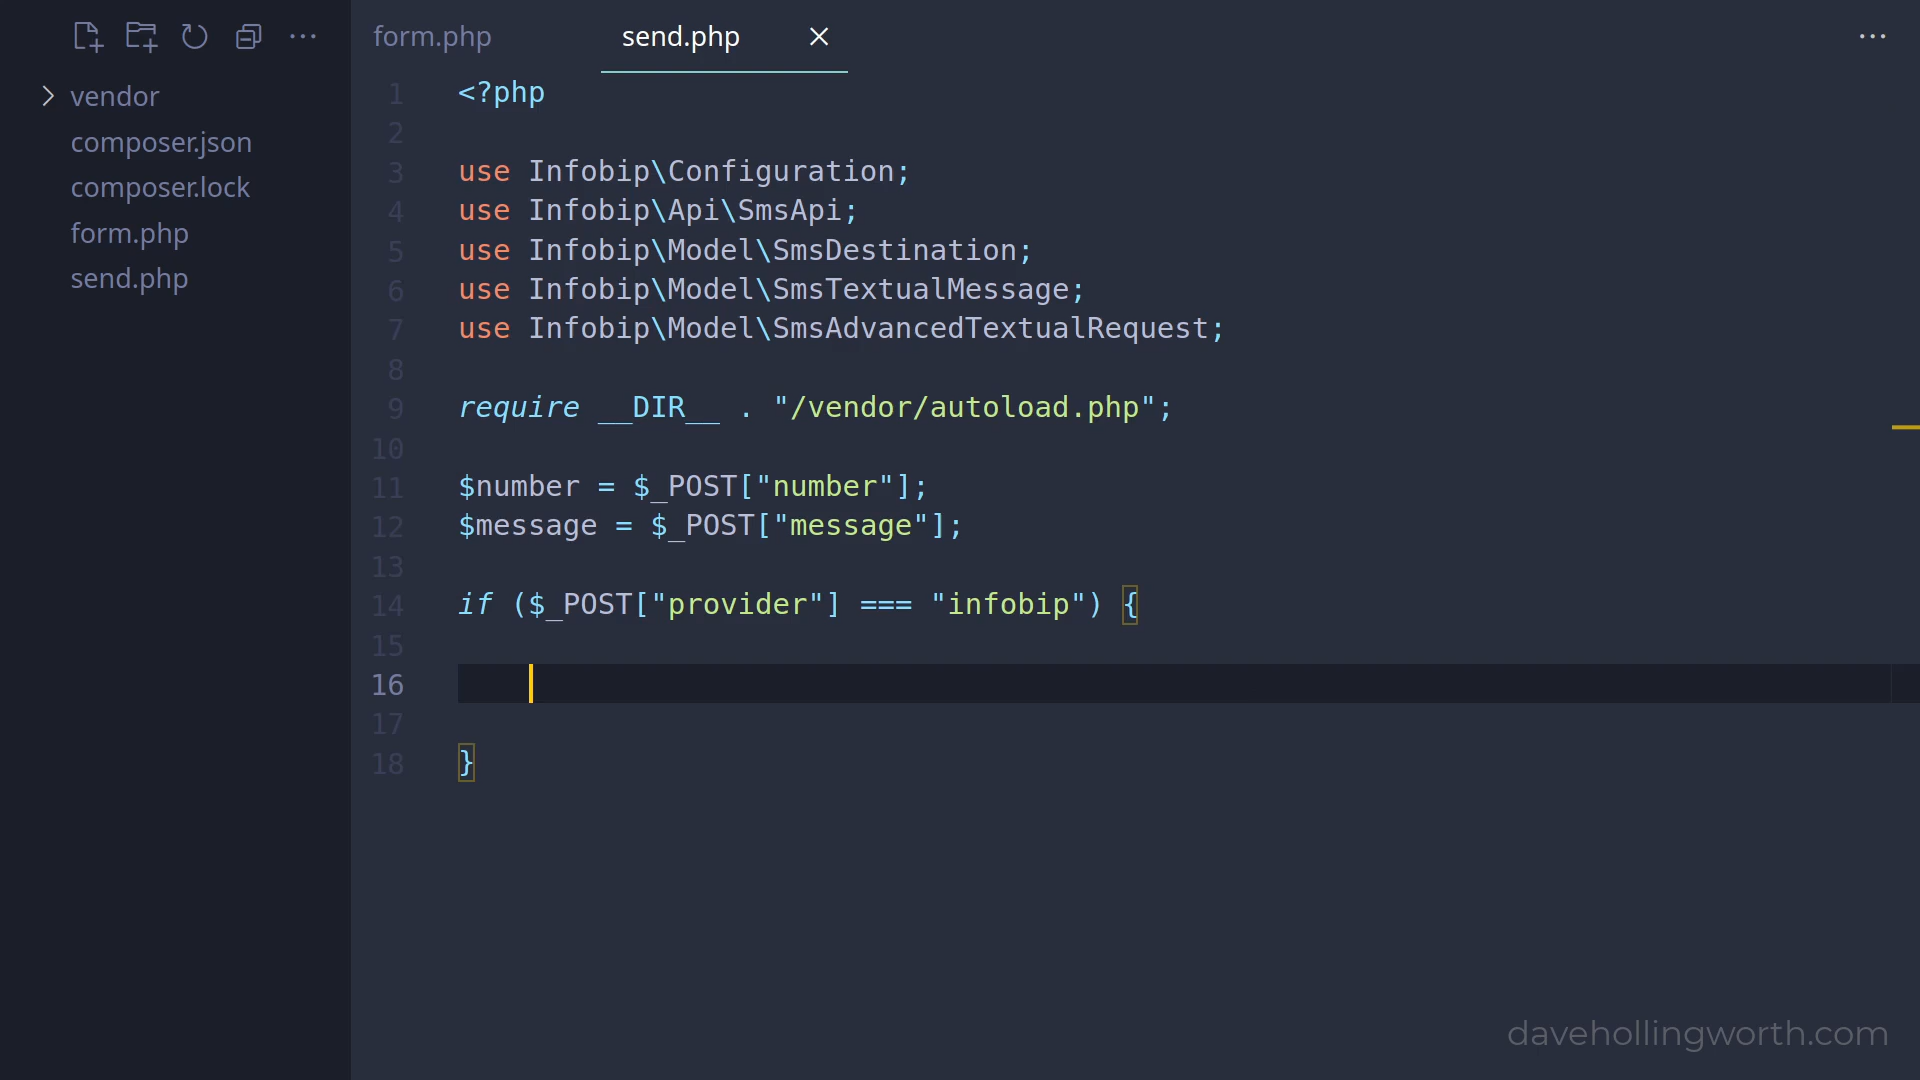 form.php
send.php
vendor
composer.json
composer.lock
form.php
send.php
1 <?php
2
3 use Infobip\Configuration;
4 use Infobip\Api\SmsApi;
5 use Infobip\Model\SmsDestination;
6 use Infobip\Model\SmsTextualMessage;
7 use Infobip\Model\SmsAdvancedTextualRequest;
8
9 require __DIR__ . "/vendor/autoload.php";
10
11 $number = $_POST["number"];
12 $message = $_POST["message"];
13
14 if ($_POST["provider"] === "infobip") {
15
16
17
18 }
davehollingworth.com